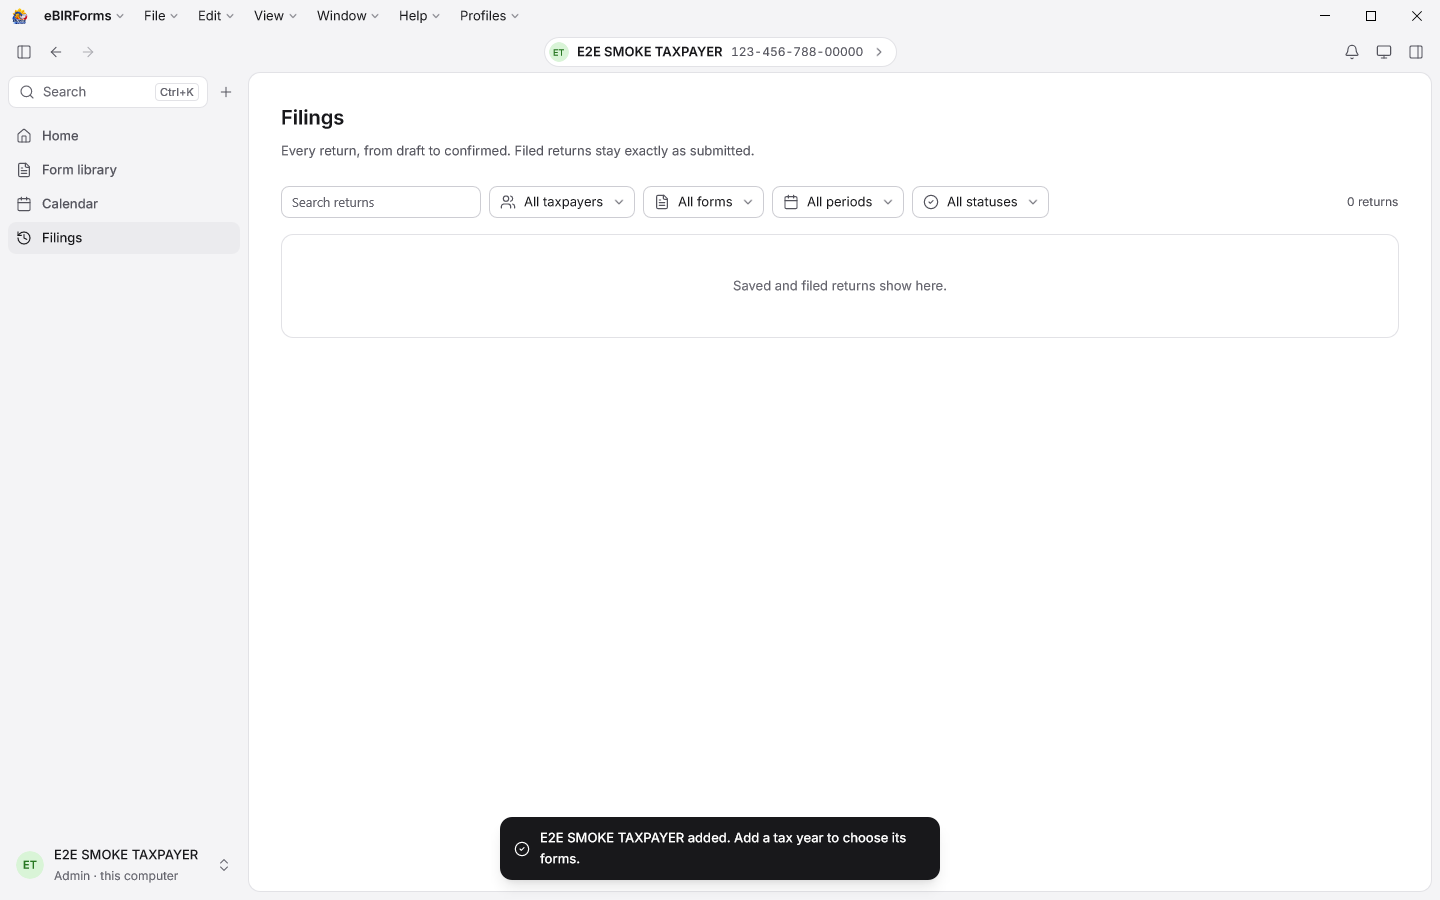 eBIRForms File Edit View Window Help Profiles
ET E2E SMOKE TAXPAYER 123-456-788-00000
Search Ctrl+K
Home
Form library
Calendar
Filings
Filings
Every return, from draft to confirmed. Filed returns stay exactly as submitted.
Search returns All taxpayers All forms All periods All statuses 0 returns
Saved and filed returns show here.
E2E SMOKE TAXPAYER added. Add a tax year to choose its
forms.
ET E2E SMOKE TAXPAYER
Admin · this computer